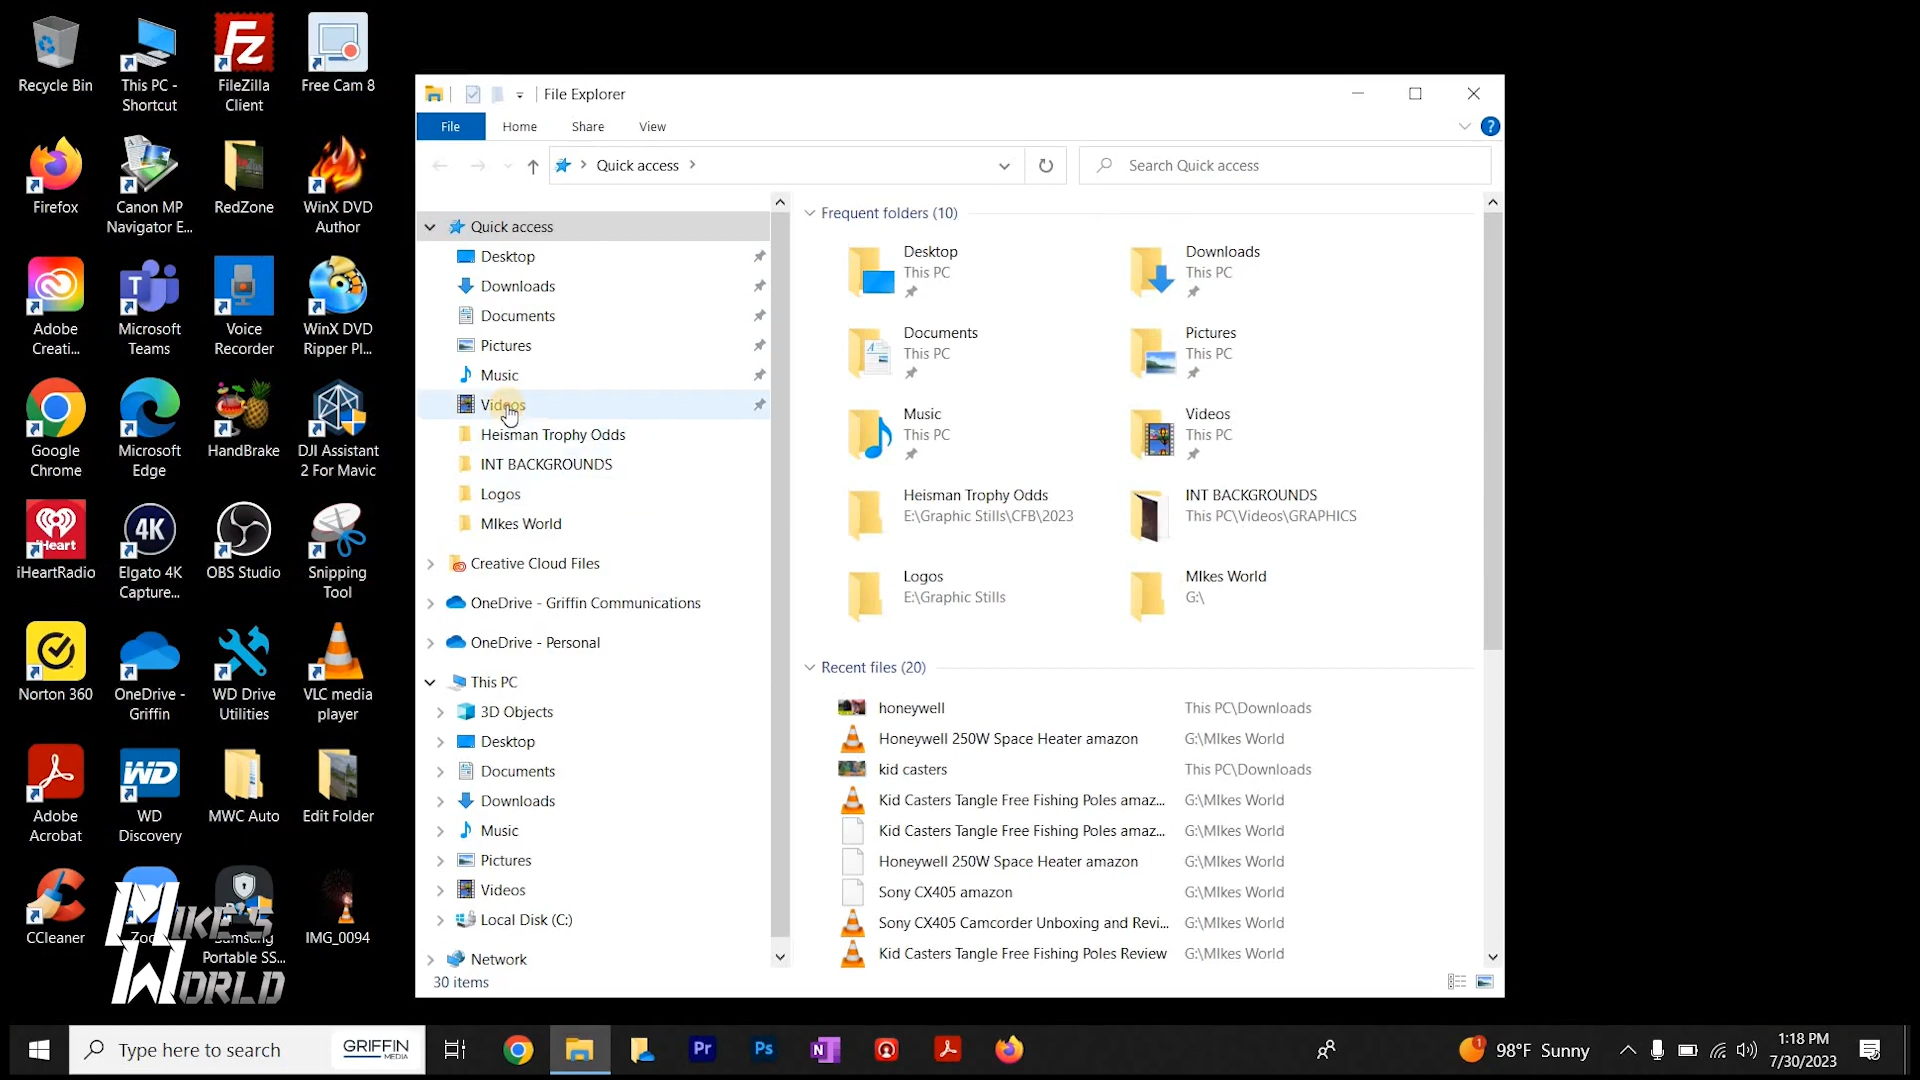 Recycle Bin
This PC -
Shortcut
FileZilla
Client
Free Cam 8
Firefox
Canon MP
Navigator E...
RedZone
WinX DVD
Author
Adobe
Creati...
Microsoft
Teams
Voice
Recorder
WinX DVD
Ripper Pl...
Google
Chrome
Microsoft
Edge
HandBrake
DJI Assistant
2 For Mavic
iHeart
iHeartRadio
4K
Elgato 4K
Capture...
OBS Studio
Snipping
Tool
Norton 360
OneDrive -
Griffin
WD Drive
Utilities
VLC media
player
Adobe
Acrobat
WD
WD
Discovery
MWC Auto
Edit Folder
CCleaner
Portable SS...
IMG_0094
MIKE'S
WORLD
File Explorer
File
Home
Share
View
Quick access
Search Quick access
Quick access
Desktop
Downloads
Documents
Pictures
Music
Videos
Heisman Trophy Odds
INT BACKGROUNDS
Logos
MIkes World
Creative Cloud Files
OneDrive - Griffin Communications
OneDrive - Personal
This PC
3D Objects
Desktop
Documents
Downloads
Music
Pictures
Videos
Local Disk (C:)
Network
30 items
Frequent folders (10)
Desktop
This PC
Downloads
This PC
Documents
This PC
Pictures
This PC
Music
This PC
Videos
This PC
Heisman Trophy Odds
E:\Graphic Stills\CFB\2023
INT BACKGROUNDS
This PC\Videos\GRAPHICS
Logos
E:\Graphic Stills
MIkes World
G:\
Recent files (20)
honeywell This PC\Downloads
Honeywell 250W Space Heater amazon G:\MIkes World
kid casters This PC\Downloads
Kid Casters Tangle Free Fishing Poles amaz... G:\MIkes World
Kid Casters Tangle Free Fishing Poles amaz... G:\MIkes World
Honeywell 250W Space Heater amazon G:\MIkes World
Sony CX405 amazon G:\MIkes World
Sony CX405 Camcorder Unboxing and Revi... G:\MIkes World
Kid Casters Tangle Free Fishing Poles Review G:\MIkes World
Type here to search
GRIFFIN
MEDIA
Pr
Ps
N
1
98°F Sunny
1:18 PM
7/30/2023